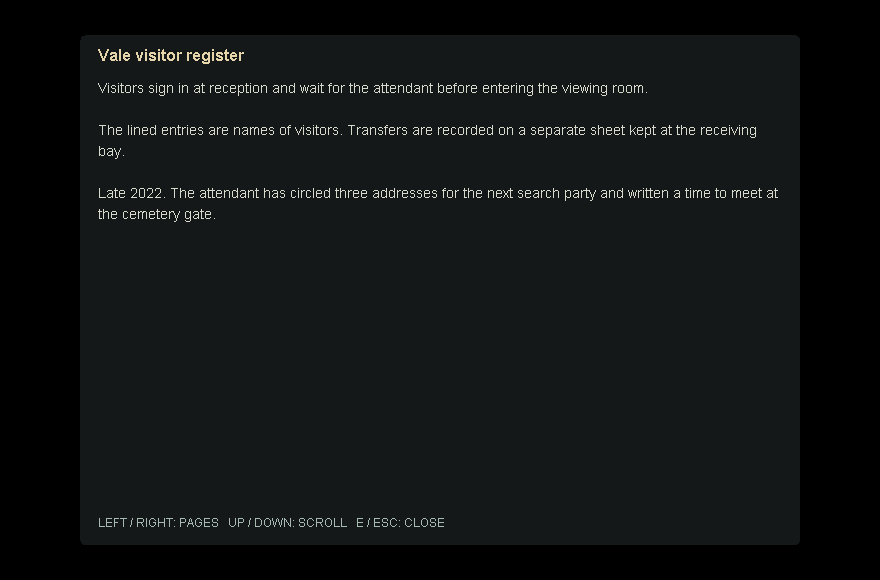 Vale visitor register
Visitors sign in at reception and wait for the attendant before entering the viewing room.
The lined entries are names of visitors. Transfers are recorded on a separate sheet kept at the receiving
bay.
Late 2022. The attendant has circled three addresses for the next search party and written a time to meet at
the cemetery gate.
LEFT / RIGHT: PAGES UP / DOWN: SCROLL E / ESC: CLOSE